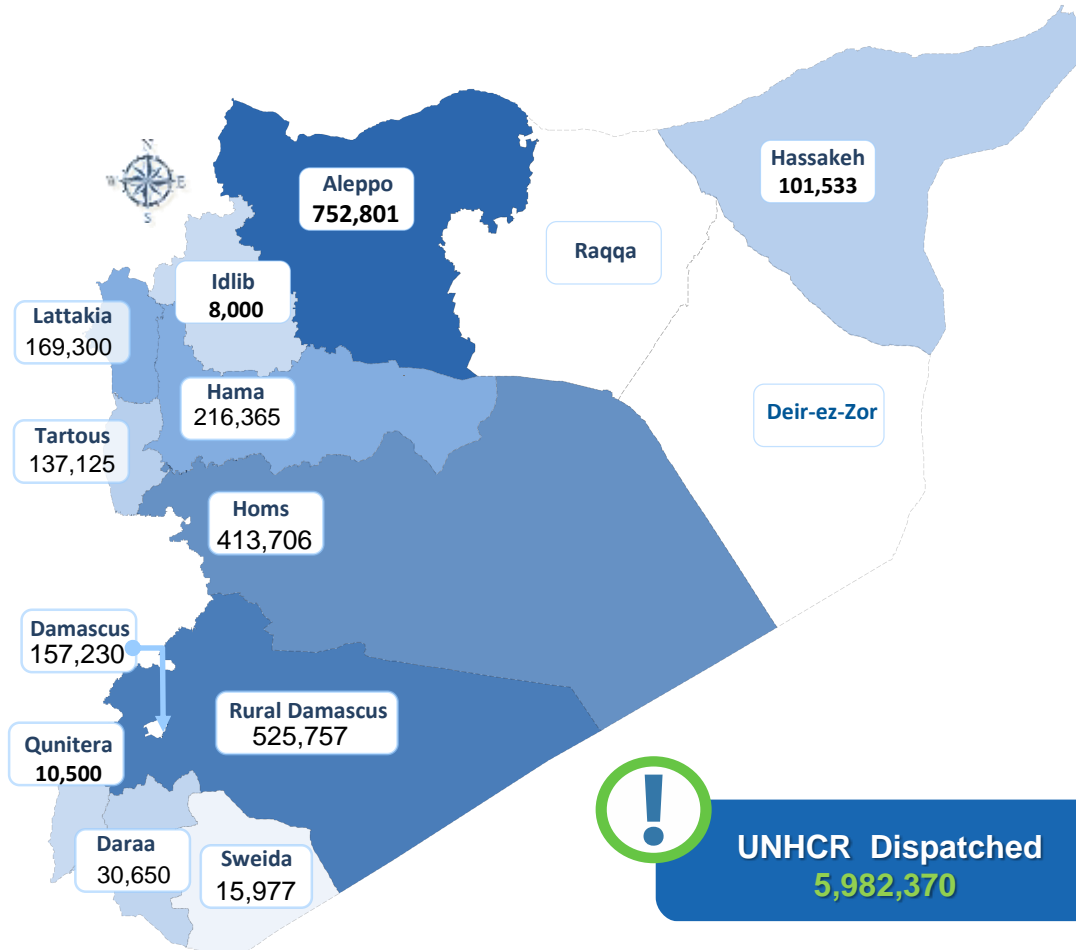 N
W
E
S
Aleppo
752,801
Hassakeh
101,533
Raqqa
Idlib
8,000
Lattakia
169,300
Hama
216,365
Deir-ez-Zor
Tartous
137,125
Homs
413,706
Damascus
157,230
Rural Damascus
525,757
Qunitera
10,500
Daraa
30,650
Sweida
15,977
!
UNHCR Dispatched
5,982,370